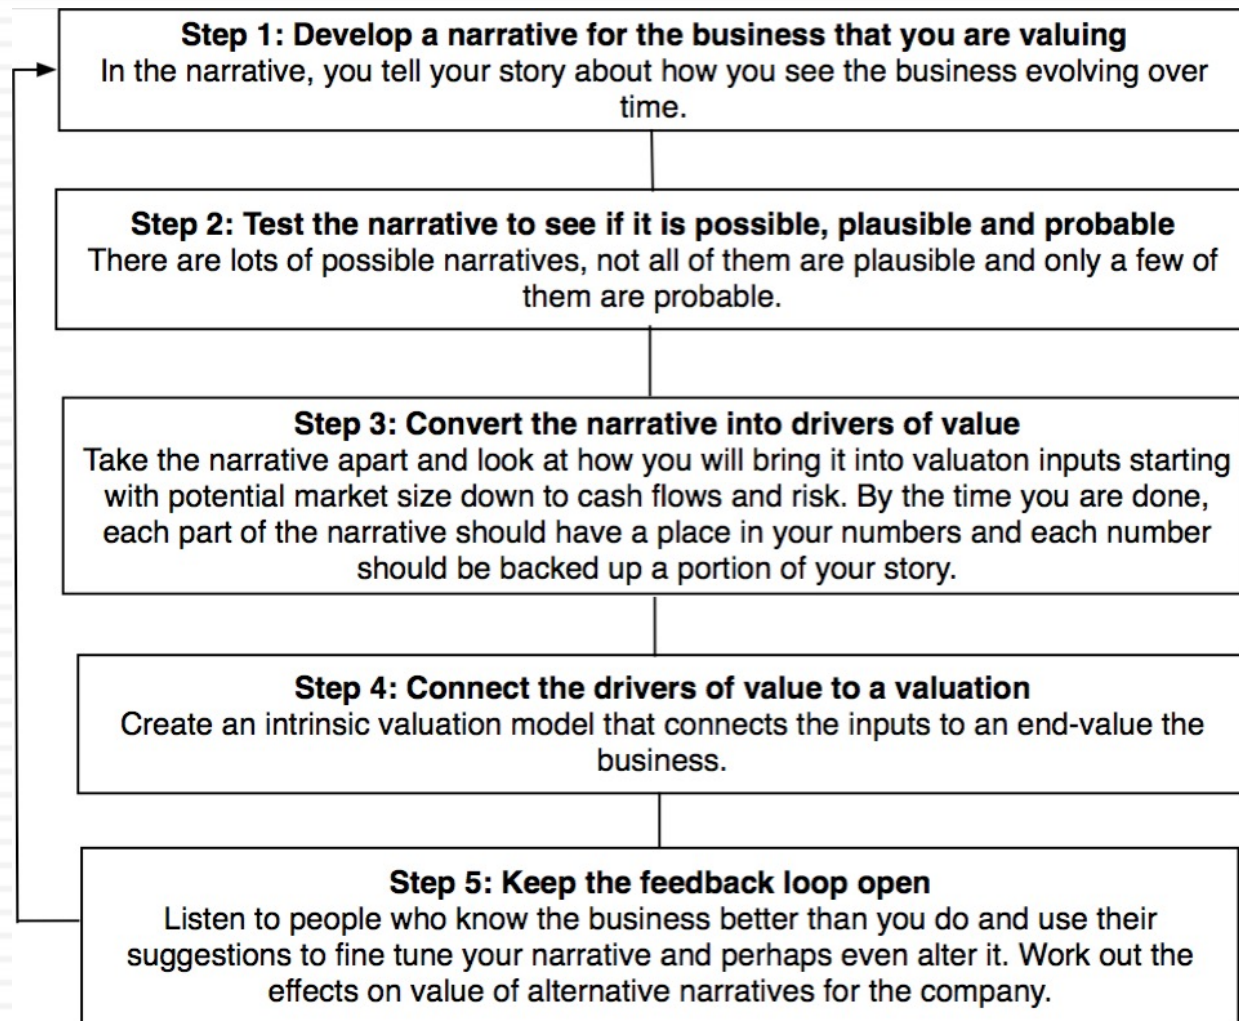 Step 1: Develop a narrative for the business that you are valuing
In the narrative, you tell your story about how you see the business evolving over
time.
Step 2: Test the narrative to see if it is possible, plausible and probable
There are lots of possible narratives, not all of them are plausible and only a few of
them are probable.
Step 3: Convert the narrative into drivers of value
Take the narrative apart and look at how you will bring it into valuaton inputs starting
with potential market size down to cash flows and risk. By the time you are done,
each part of the narrative should have a place in your numbers and each number
should be backed up a portion of your story.
Step 4: Connect the drivers of value to a valuation
Create an intrinsic valuation model that connects the inputs to an end-value the
business.
Step 5: Keep the feedback loop open
Listen to people who know the business better than you do and use their
suggestions to fine tune your narrative and perhaps even alter it. Work out the
effects on value of alternative narratives for the company.